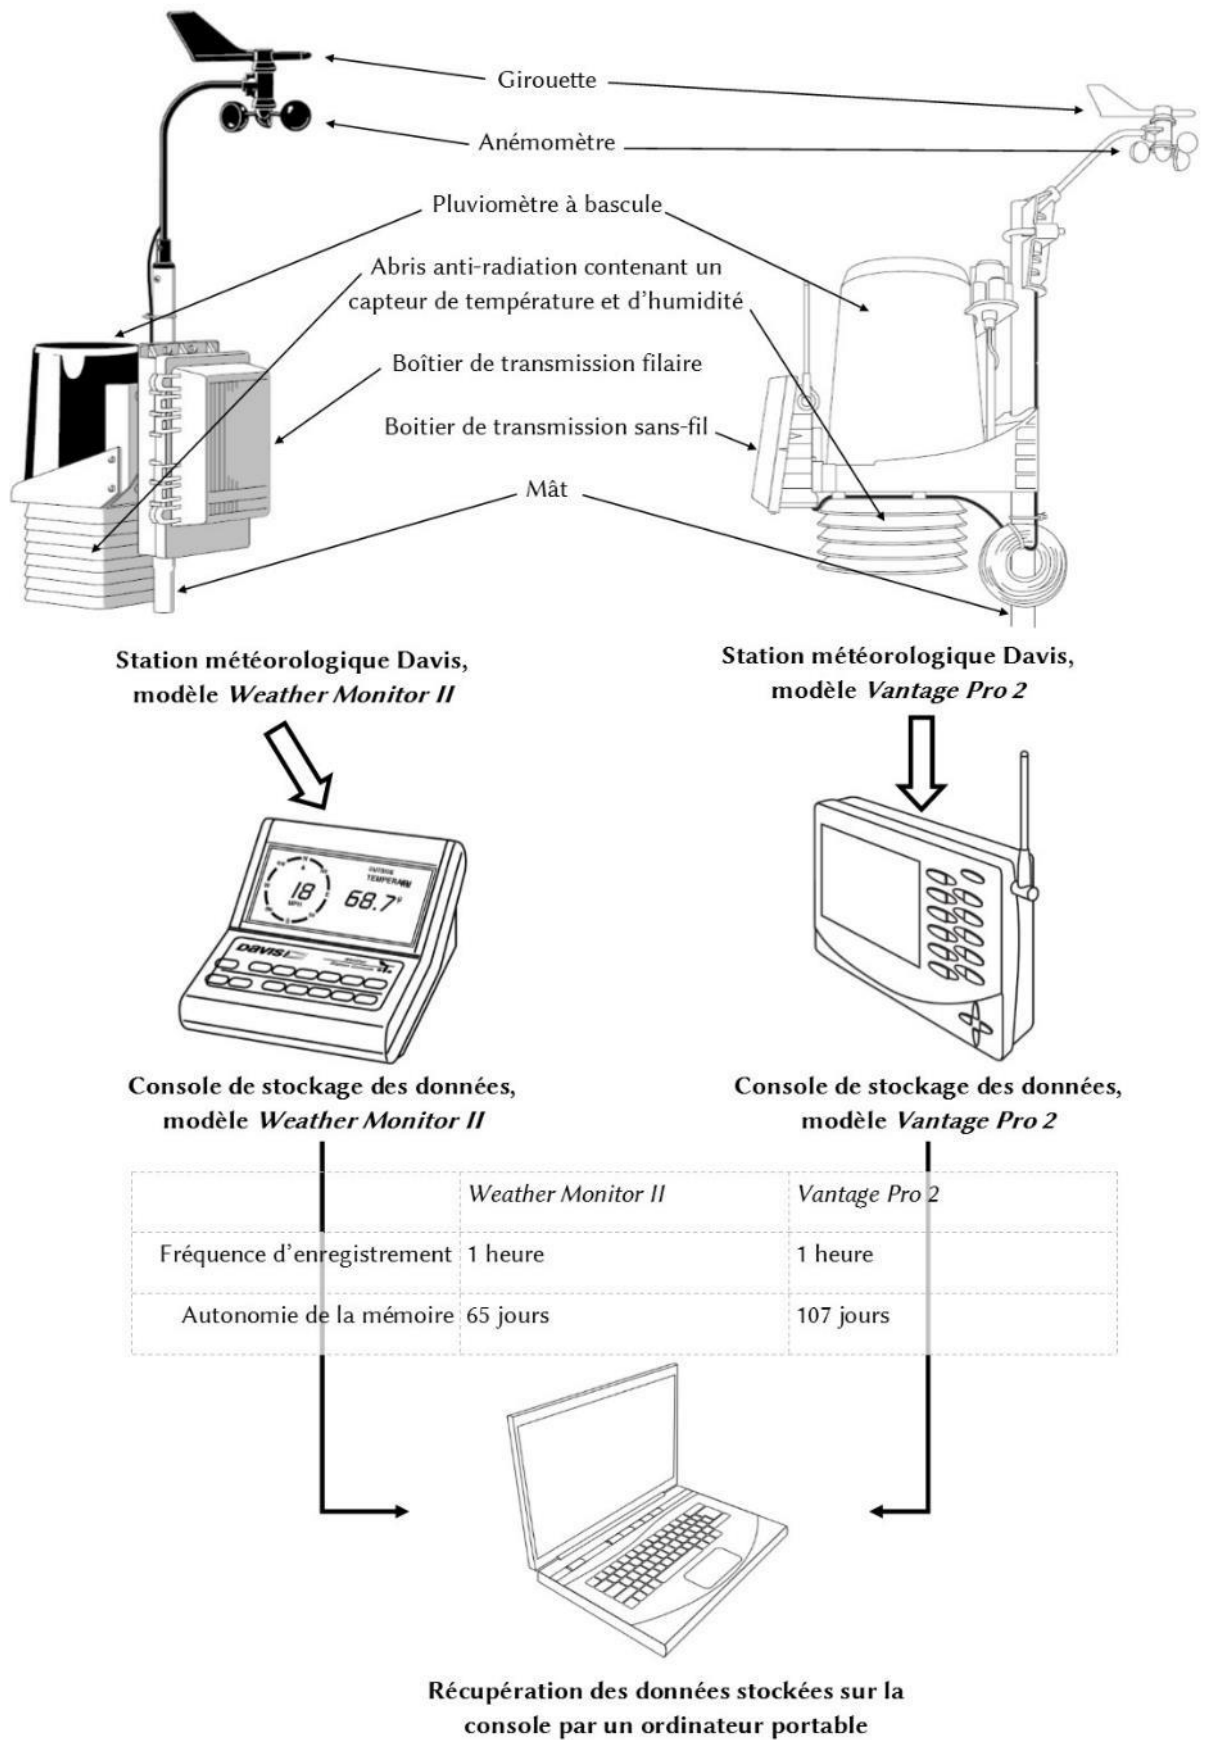 Girouette
Anémomètre
Pluviomètre à bascule
Abris anti-radiation contenant un
capteur de température et d'humidité
Boîtier de transmission filaire
Boitier de transmission sans-fil
Mât
Station météorologique Davis,
modèle Weather Monitor II
Station météorologique Davis,
modèle Vantage Pro 2
OUTSIDE
18
MPH
68.7°
DAVIS
Console de stockage des données,
modèle Weather Monitor II
Console de stockage des données,
modèle Vantage Pro 2
Weather Monitor II Vantage Pro 2
Fréquence d'enregistrement 1 heure 1 heure
Autonomie de la mémoire 65 jours 107 jours
Récupération des données stockées sur la
console par un ordinateur portable